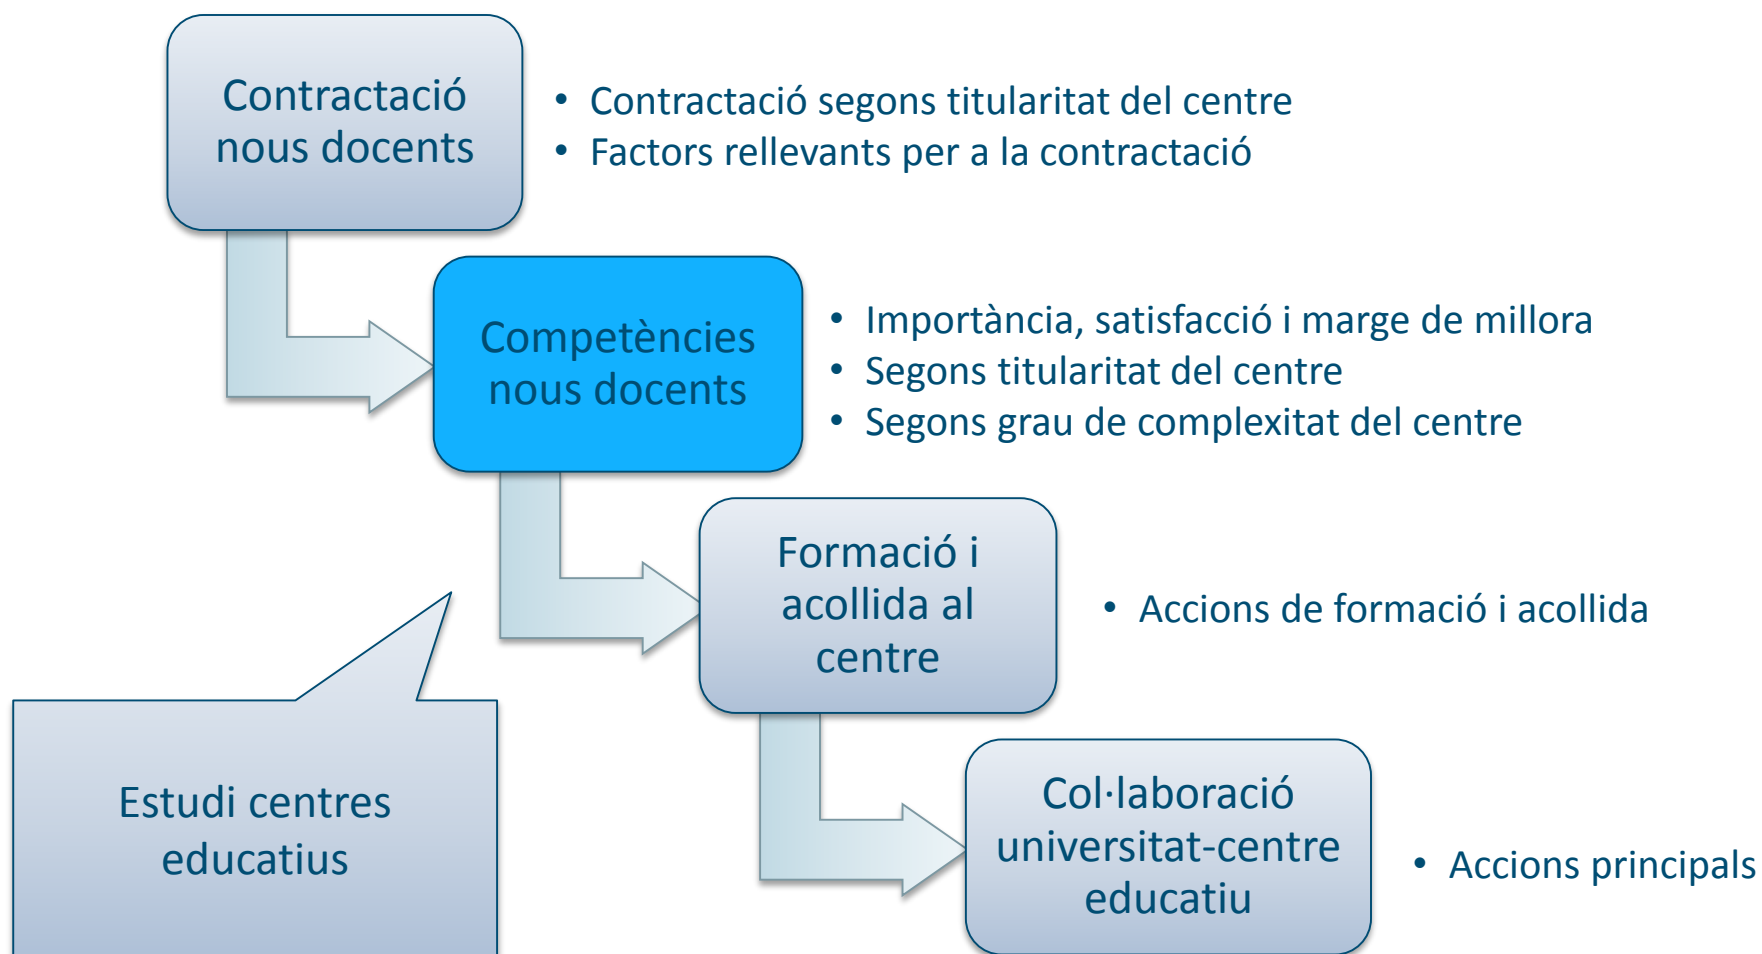 Contractació
nous docents
• Contractació segons titularitat del centre
• Factors rellevants per a la contractació
Competències
nous docents
• Importància, satisfacció i marge de millora
• Segons titularitat del centre
• Segons grau de complexitat del centre
Formació i
acollida al
centre
• Accions de formació i acollida
Estudi centres
educatius
Col·laboració
universitat-centre
educatiu
• Accions principals